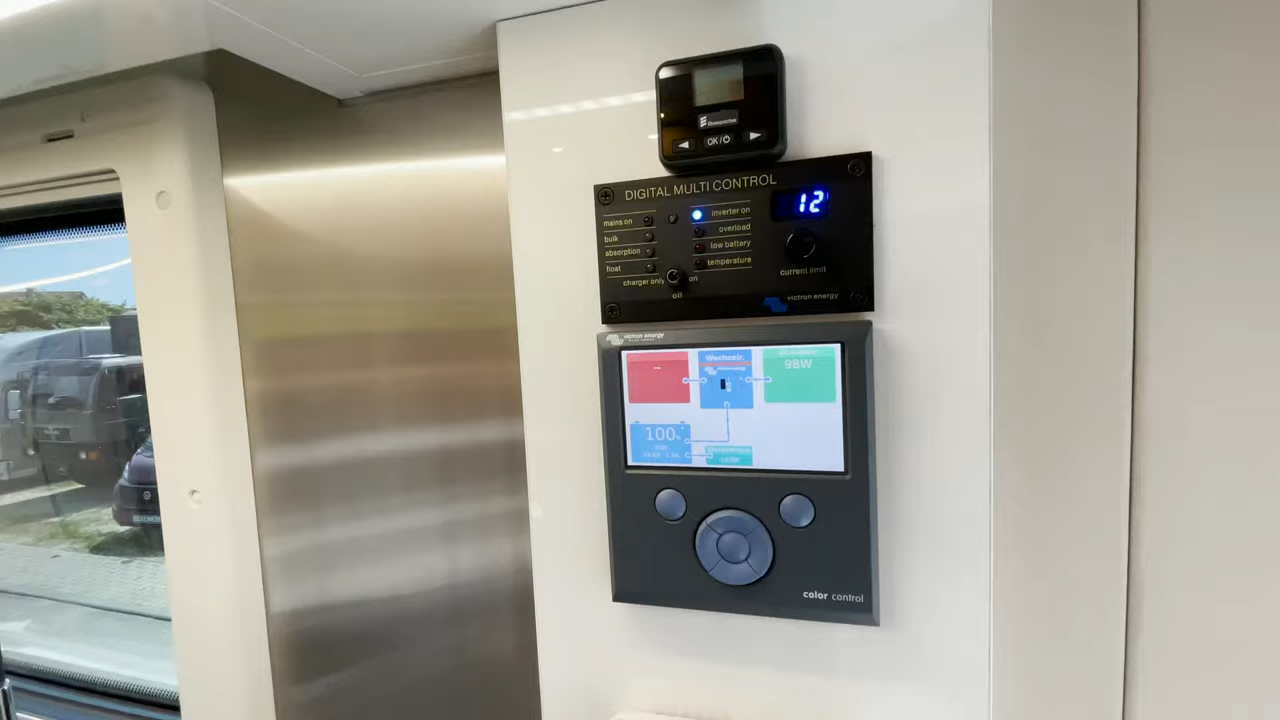 Eberspächer
OK/
DIGITAL MULTI CONTROL
12
mains on
inverter on
bulk
overload
absorption
low battery
float
temperature
charger only
on
off
current limit
victron energy
victron energy
Wechselr.
--
98W
100%
color control